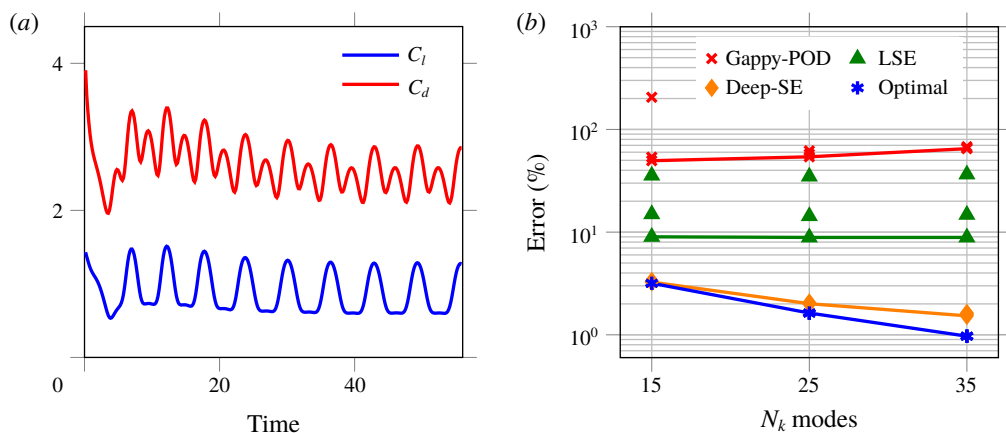 (a)
4
2
0
20
40
Time
C_l
C_d
(b)
10^3
10^2
10^1
10^0
Error (%)
Gappy-POD
LSE
Deep-SE
Optimal
15
25
35
N_k modes